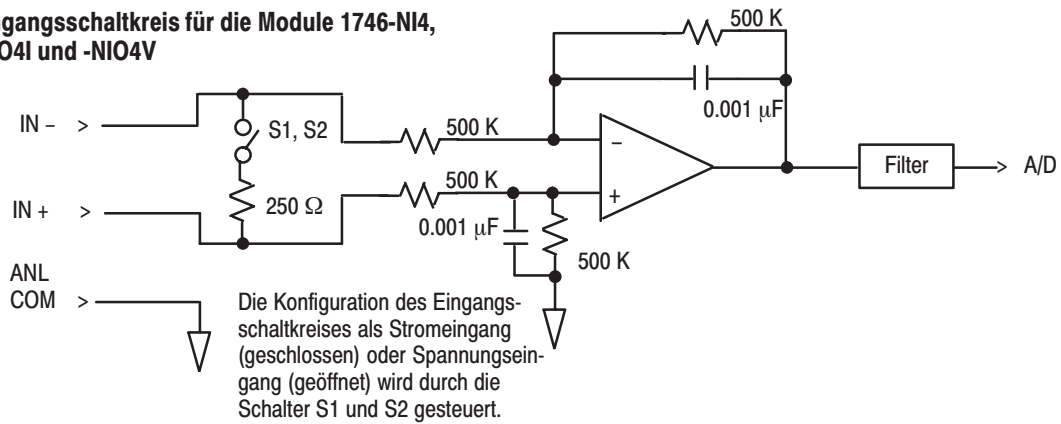 ngangsschaltkreis für die Module 1746-NI4,
O4I und -NIO4V
500 K
0.001 μF
IN – >
S1, S2
500 K
–
Filter
> A/D
500 K
+
IN + >
250 Ω
0.001 μF
500 K
ANL
COM >
Die Konfiguration des Eingangs-
schaltkreises als Stromeingang
(geschlossen) oder Spannungsein-
gang (geöffnet) wird durch die
Schalter S1 und S2 gesteuert.